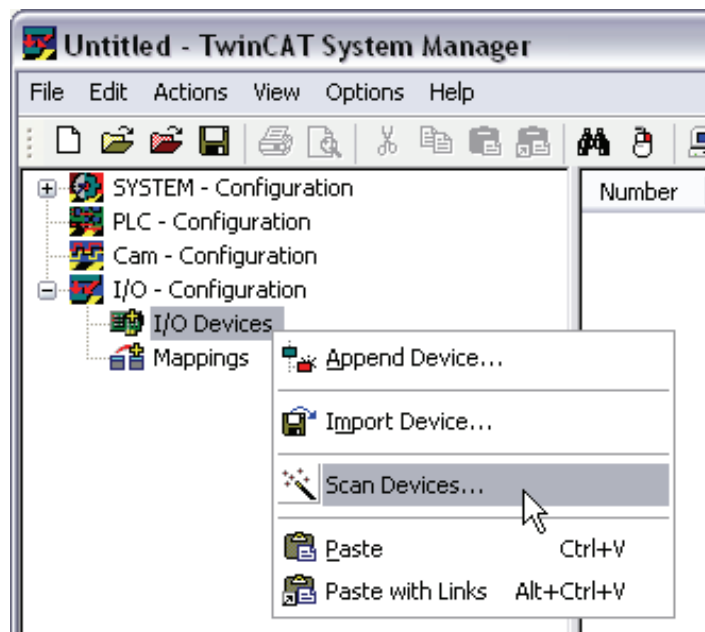 Untitled - TwinCAT System Manager
File Edit Actions View Options Help
SYSTEM - Configuration
Number
PLC - Configuration
Cam - Configuration
I/O - Configuration
I/O Devices
Mappings
Append Device...
Import Device...
Scan Devices...
Paste Ctrl+V
Paste with Links Alt+Ctrl+V